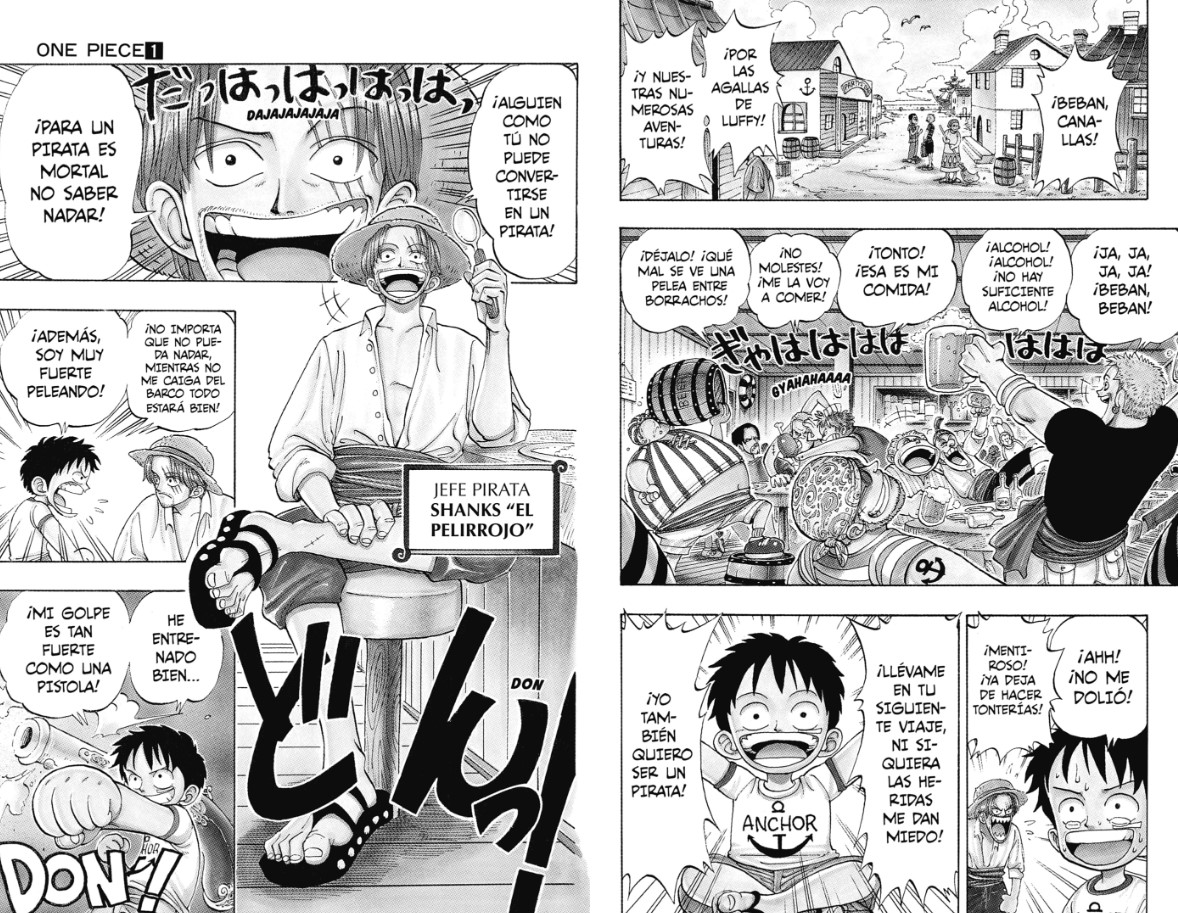 ¡BEBAN,
CANA-
LLAS!
¡POR
LAS
AGALLAS
DE
LUFFY!
¡Y NUES-
TRAS NU-
MEROSAS
AVEN-
TURAS!
¡JA, JA,
JA, JA!
¡BEBAN,
BEBAN!
¡ALCOHOL!
¡ALCOHOL!
¡NO HAY
SUFICIENTE
ALCOHOL!
¡TONTO!
¡ESA ES MI
COMIDA!
¡NO
MOLESTES!
¡ME LA VOY
A COMER!
¡DÉJALO! ¡QUÉ
MAL SE VE UNA
PELEA ENTRE
BORRACHOS!
ぎゃはははは
ははは
GYAHAHAAAA
BEER
¡AHH!
¡NO ME
DOLIÓ!
¡MENTI-
ROSO!
¡YA DEJA
DE HACER
TONTERÍAS!
¡LLÉVAME
EN TU
SIGUIEN-
TE VIAJE,
NI SI-
QUIERA
LAS HE-
RIDAS
ME DAN
MIEDO!
¡YO
TAM-
BIÉN
QUIERO
SER UN
PIRATA!
ANCHOR
ONE PIECE 1
¡ALGUIEN
COMO
TÚ NO
PUEDE
CONVER-
TIRSE
EN UN
PIRATA!
だっはっはっはっはっ
DAJAJAJAJAJA
¡PARA UN
PIRATA ES
MORTAL
NO SABER
NADAR!
JEFE PIRATA
SHANKS “EL
PELIRROJO”
どんっ!
DON
¡NO IMPORTA
QUE NO PUE-
DA NADAR,
MIENTRAS NO
ME CAIGA DEL
BARCO TODO
ESTARÁ BIEN!
¡ADEMÁS,
SOY MUY
FUERTE
PELEANDO!
HE
ENTRE-
NADO
BIEN...
¡MI GOLPE
ES TAN
FUERTE
COMO UNA
PISTOLA!
DON!